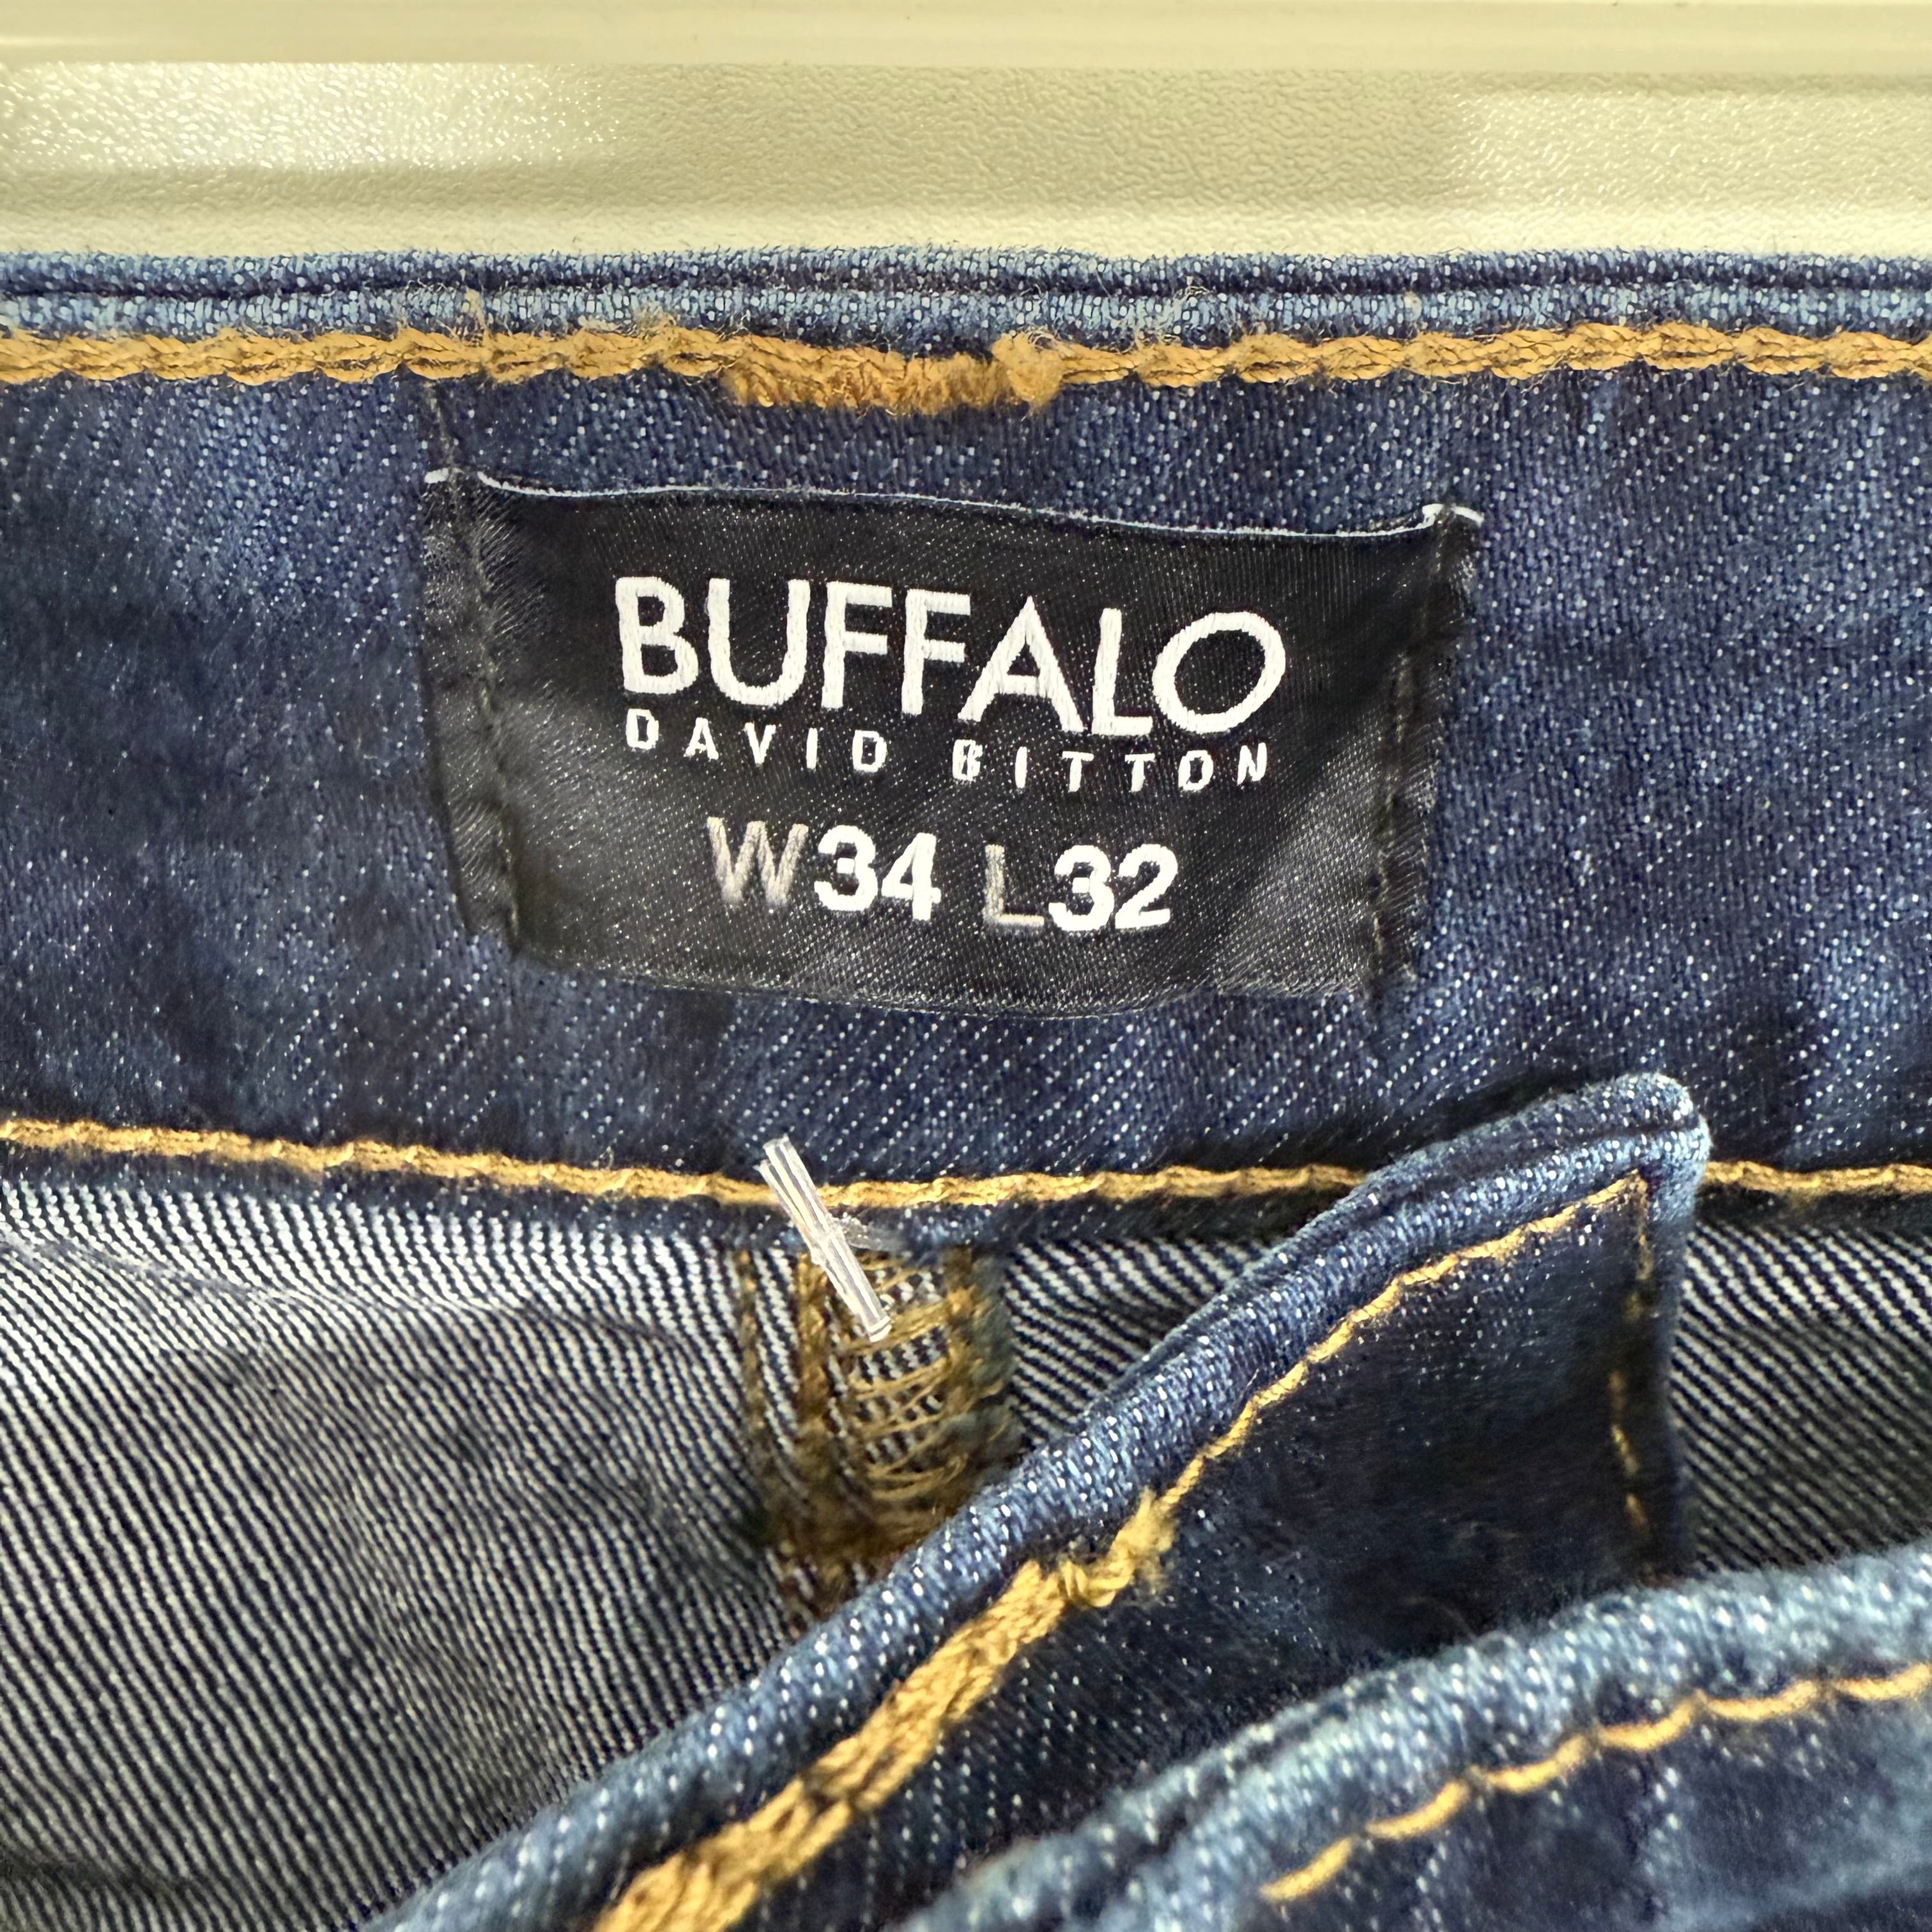 BUFFALO
DAVID BITTON
W34 L32